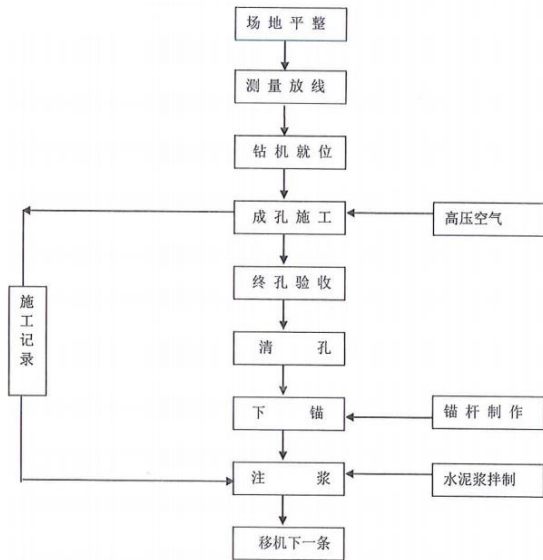 场地平整
测量放线
钻机就位
成孔施工
高压空气
终孔验收
施工记录
清 孔
下 锚
锚杆制作
注 浆
水泥浆拌制
移机下一条